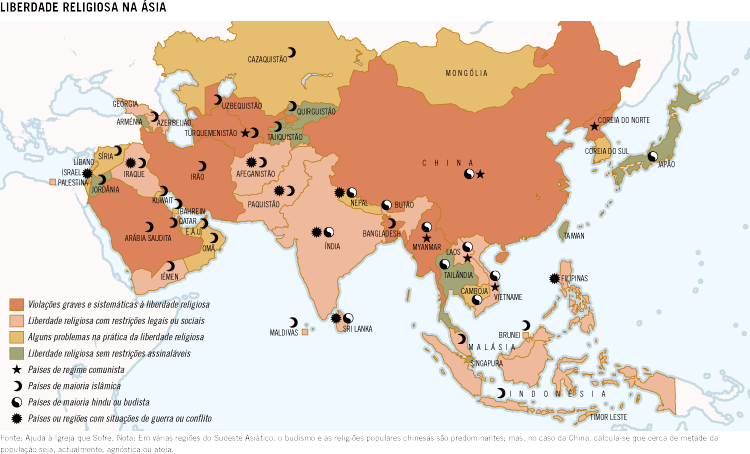 LIBERDADE RELIGIOSA NA ÁSIA
CAZAQUISTÃO
MONGÓLIA
GEÓRGIA
UZBEQUISTÃO
QUIRGUISTÃO
ARMÉNIA
AZERBEIJÃO
COREIA DO NORTE
TURQUEMENISTÃO
TAJIQUISTÃO
COREIA DO SUL
SÍRIA
LÍBANO
CHINA
JAPÃO
ISRAEL
IRAQUE
IRÃO
AFEGANISTÃO
PALESTINA
JORDÂNIA
KUWAIT
PAQUISTÃO
NEPAL
BUTÃO
BAHREIN
QATAR
E.A.U
BANGLADESH
TAIWAN
ARÁBIA SAUDITA
OMÃ
ÍNDIA
MYANMAR
LAOS
IÉMEN
TAILÂNDIA
FILIPINAS
CAMBOJA
VIETNAME
Violações graves e sistemáticas à liberdade religiosa
Liberdade religiosa com restrições legais ou sociais
MALDIVAS
SRI LANKA
Alguns problemas na prática da liberdade religiosa
BRUNEI
MALÁSIA
Liberdade religiosa sem restrições assinaláveis
SINGAPURA
Países de regime comunista
Países de maioria islâmica
INDONÉSIA
Países de maioria hindu ou budista
Países ou regiões com situações de guerra ou conflito
TIMOR LESTE
Fonte: Ajuda à Igreja que Sofre. Nota: Em várias regiões do Sudeste Asiático, o budismo e as religiões populares chinesas são predominantes; mas, no caso da China, calcula-se que cerca de metade da
população seja, actualmente, agnóstica ou ateia.